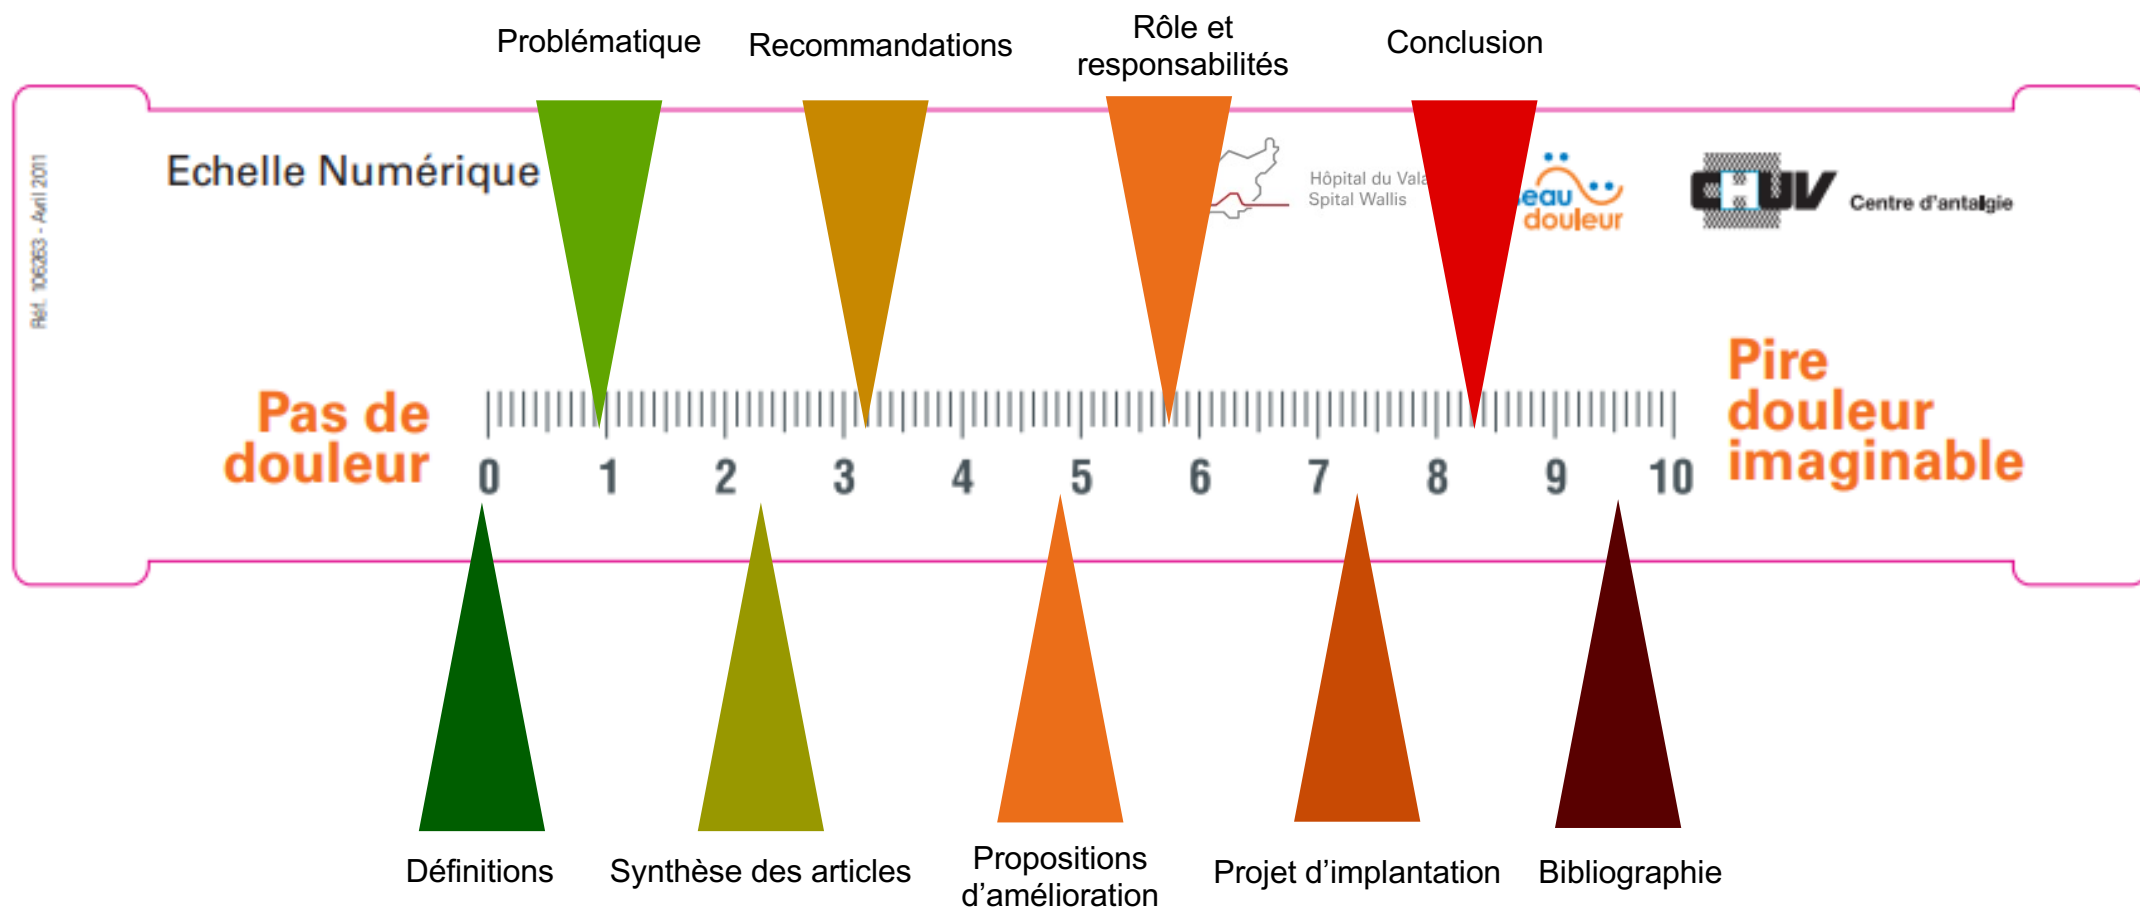 Problématique
Recommandations
Rôle et
responsabilités
Conclusion
Réf. 106263 - Avril 2011
Echelle Numérique
Hôpital du Vala
Spital Wallis
eau
douleur
CHUV
Centre d'antalgie
Pas de
douleur
0 1 2 3 4 5 6 7 8 9 10
Pire
douleur
imaginable
Définitions
Synthèse des articles
Propositions
d’amélioration
Projet d’implantation
Bibliographie